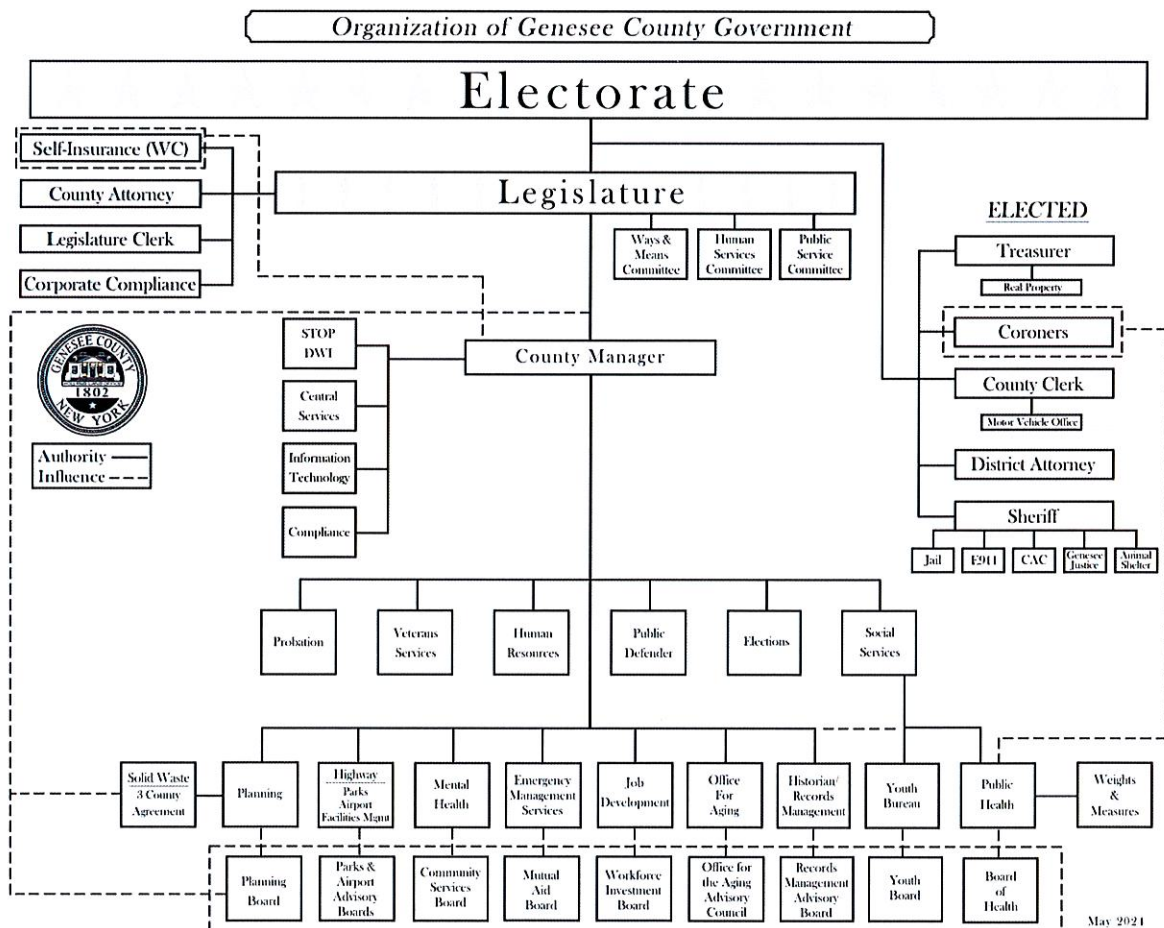 Organization of Genesee County Government
Electorate
Self-Insurance (WC)
County Attorney
Legislature Clerk
Corporate Compliance
Legislature
Ways &
Means
Committee
Human
Services
Committee
Public
Service
Committee
ELECTED
Treasurer
Real Property
Coroners
County Clerk
Motor Vehicle Office
District Attorney
Sheriff
Jail
E911
CAC
Genesee
Justice
Animal
Shelter
GENESEE COUNTY
1802
NEW YORK
Authority
Influence
STOP
DWI
Central
Services
Information
Technology
Compliance
County Manager
Probation
Veterans
Services
Human
Resources
Public
Defender
Elections
Social
Services
Solid Waste
3 County
Agreement
Planning
Highway
Parks
Airport
Facilities Mgmt
Mental
Health
Emergency
Management
Services
Job
Development
Office
For
Aging
Historian/
Records
Management
Youth
Bureau
Public
Health
Weights
&
Measures
Planning
Board
Parks &
Airport
Advisory
Boards
Community
Services
Board
Mutual
Aid
Board
Workforce
Investment
Board
Office for
the Aging
Advisory
Council
Records
Management
Advisory
Board
Youth
Board
Board
of
Health
May 2021